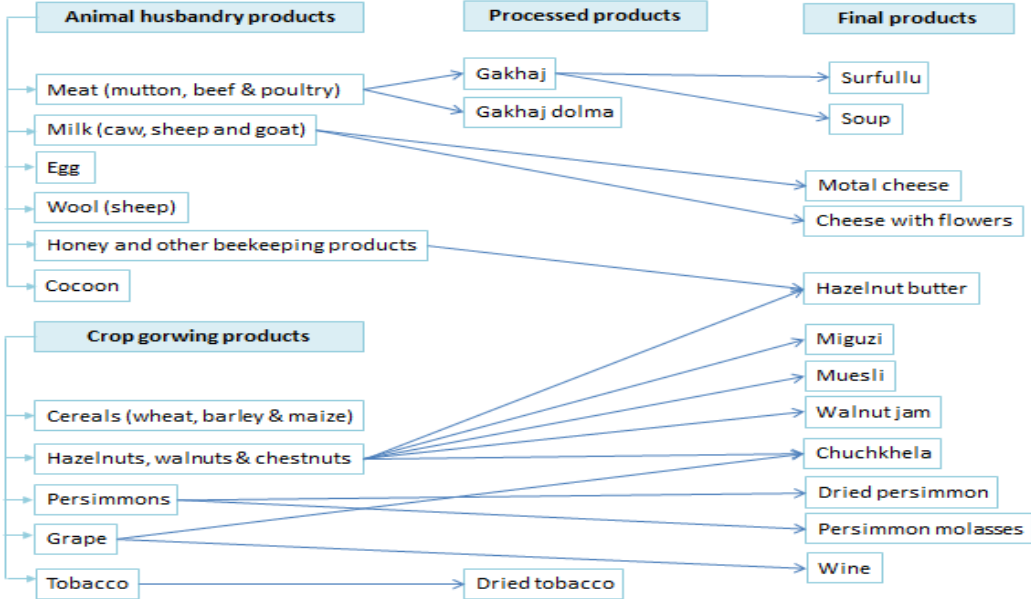 Animal husbandry products
Processed products
Final products
Meat (mutton, beef & poultry)
Gakhaj
Surfullu
Gakhaj dolma
Soup
Milk (caw, sheep and goat)
Egg
Motal cheese
Wool (sheep)
Cheese with flowers
Honey and other beekeeping products
Cocoon
Hazelnut butter
Crop gorwing products
Miguzi
Muesli
Cereals (wheat, barley & maize)
Walnut jam
Hazelnuts, walnuts & chestnuts
Chuchkhela
Persimmons
Dried persimmon
Grape
Persimmon molasses
Wine
Tobacco
Dried tobacco